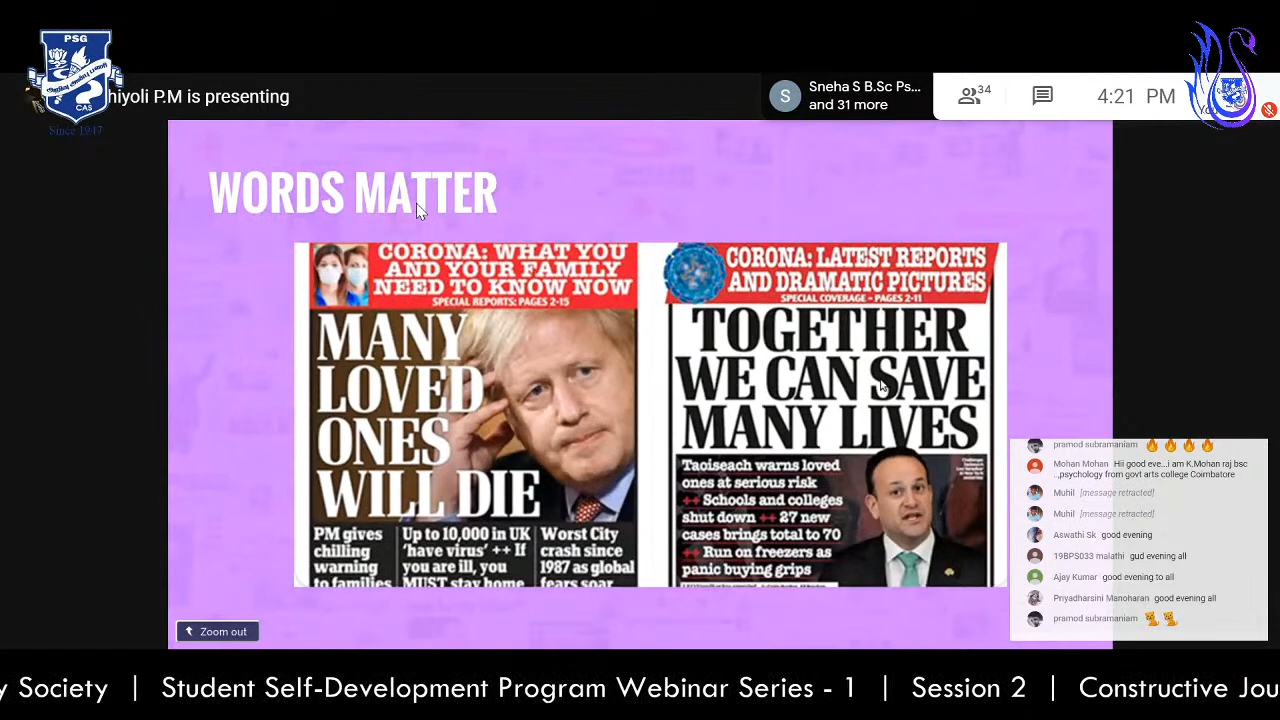 PSG
CAS
Since 1947
hiyoli P.M is presenting
S
Sneha S B.Sc Ps...
and 31 more
34
4:21 PM
WORDS MATTER
CORONA: WHAT YOU
AND YOUR FAMILY
NEED TO KNOW NOW
SPECIAL REPORTS: PAGES 2-15
MANY
LOVED
ONES
WILL DIE
PM gives
chilling
warning
to families
Up to 10,000 in UK
'have virus' ++ If
you are ill, you
MUST stay home
Worst City
crash since
1987 as global
fears soar
CORONA: LATEST REPORTS
AND DRAMATIC PICTURES
SPECIAL COVERAGE - PAGES 2-11
TOGETHER
WE CAN SAVE
MANY LIVES
Taoiseach warns loved
ones at serious risk
++ Schools and colleges
shut down ++ 27 new
cases brings total to 70
++ Run on freezers as
panic buying grips
Zoom out
pramod subramaniam 🔥 🔥 🔥 🔥
Mohan Mohan Hii good eve...i am K.Mohan raj bsc
..,psychology from govt arts college Coimbatore
Muhil [message retracted]
Muhil [message retracted]
Aswathi Sk good evening
19BPS033 malathi gud evening all
Ajay Kumar good evening to all
Priyadharsini Manoharan good evening all
pramod subramaniam
y Society | Student Self-Development Program Webinar Series - 1 | Session 2 | Constructive Jou